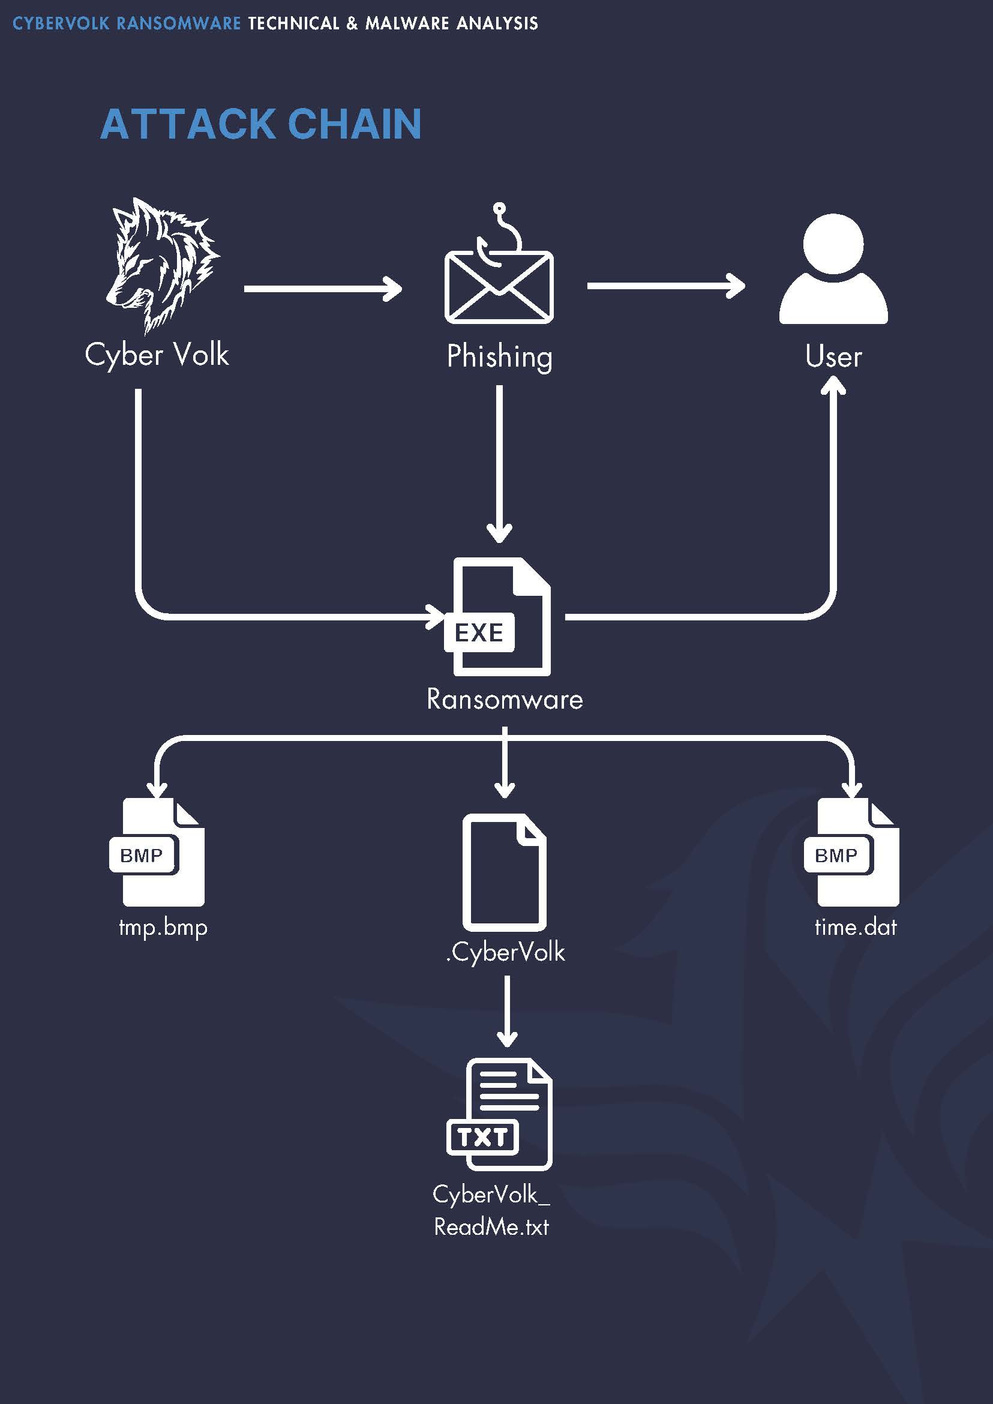 CYBERVOLK RANSOMWARE TECHNICAL & MALWARE ANALYSIS
ATTACK CHAIN
Cyber Volk
Phishing
User
EXE
Ransomware
BMP
BMP
tmp.bmp
time.dat
.CyberVolk
TXT
CyberVolk_
ReadMe.txt